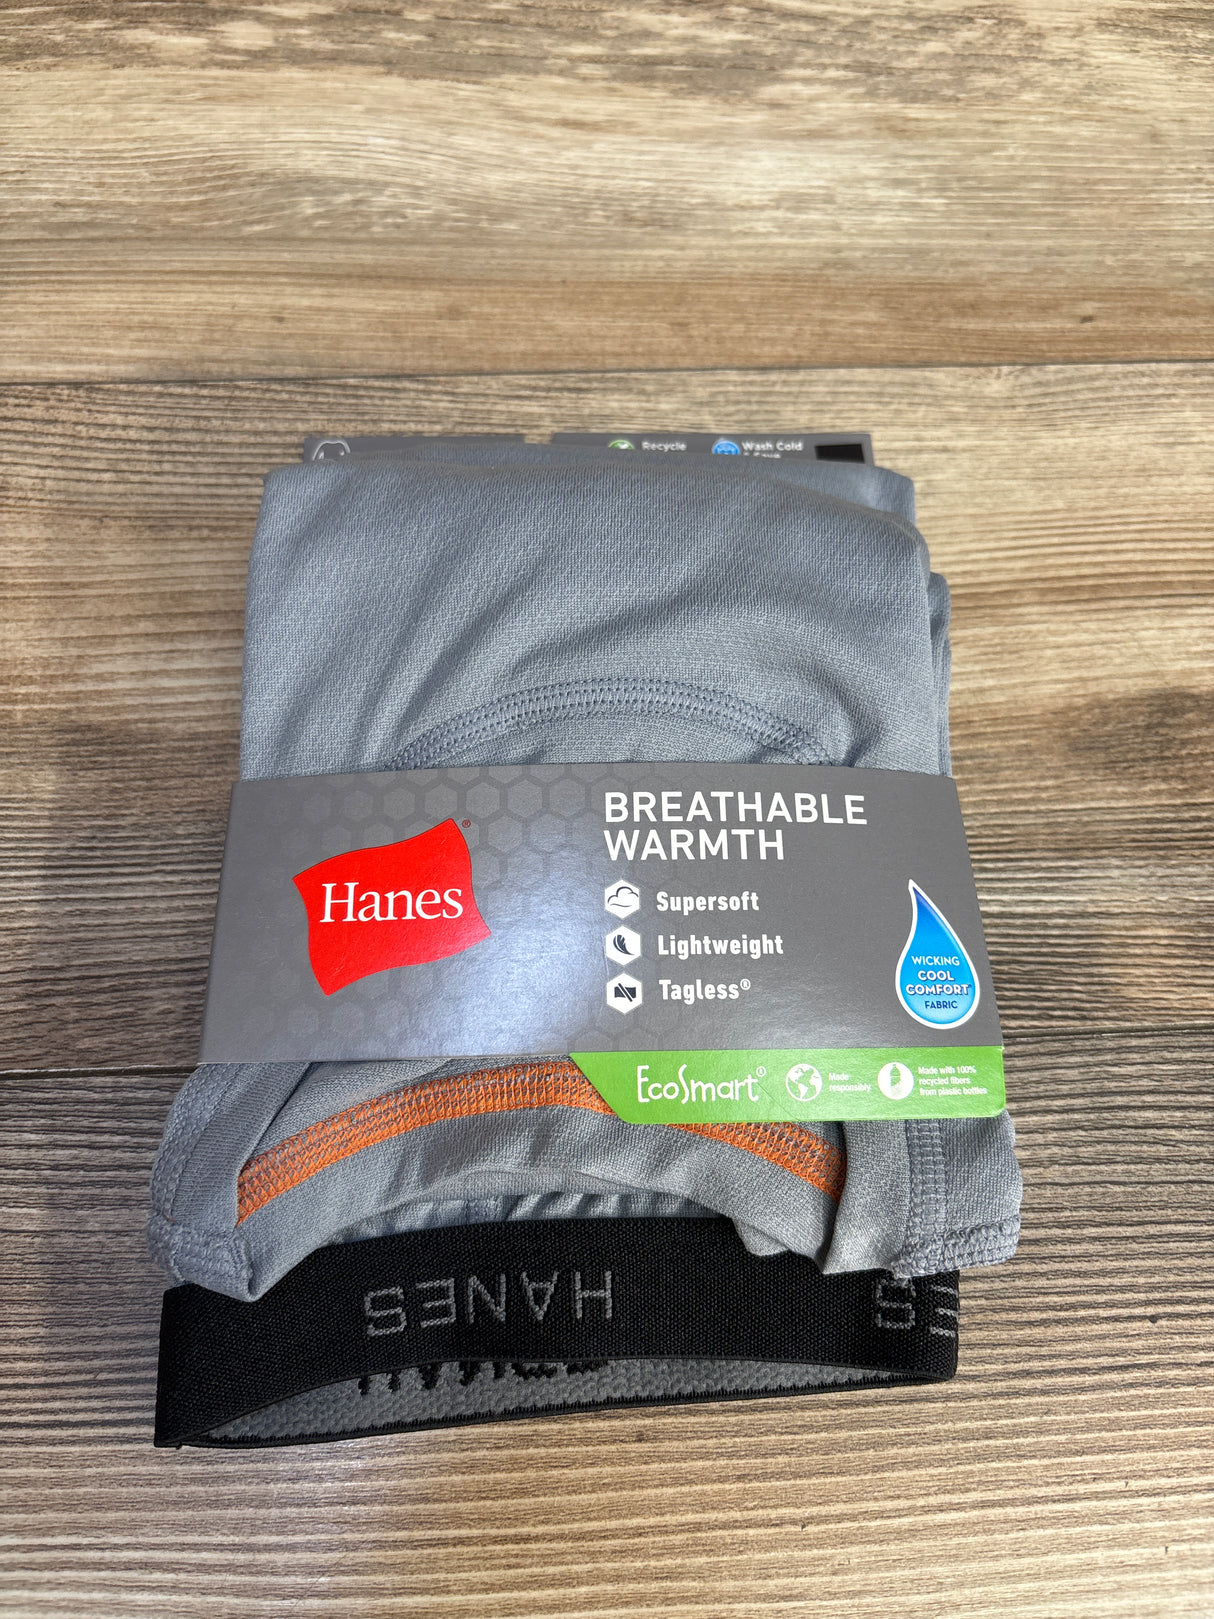 Recycle
Wash Cold
& Save
BREATHABLE
WARMTH
Hanes®
Supersoft
Lightweight
Tagless®
WICKING
COOL
COMFORT
FABRIC
EcoSmart®
Made
responsibly
Made with 100%
recycled fibers
from plastic bottles
HANES